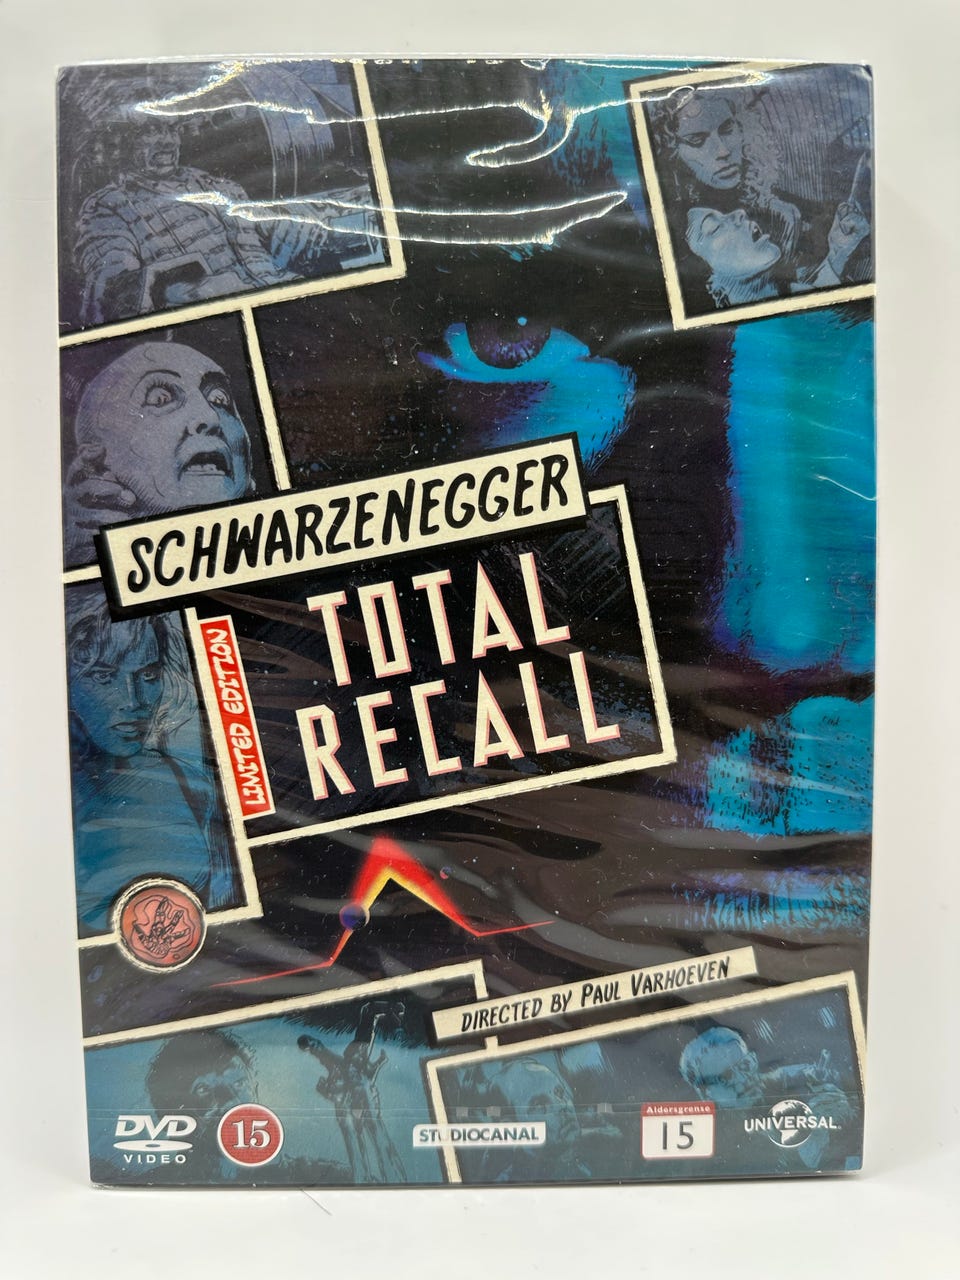 SCHWARZENEGGER
TOTAL
RECALL
LIMITED EDITION
DIRECTED BY PAUL VARHOEVEN
DVD
VIDEO
15
STUDIOCANAL
Aldersgrense
15
UNIVERSAL